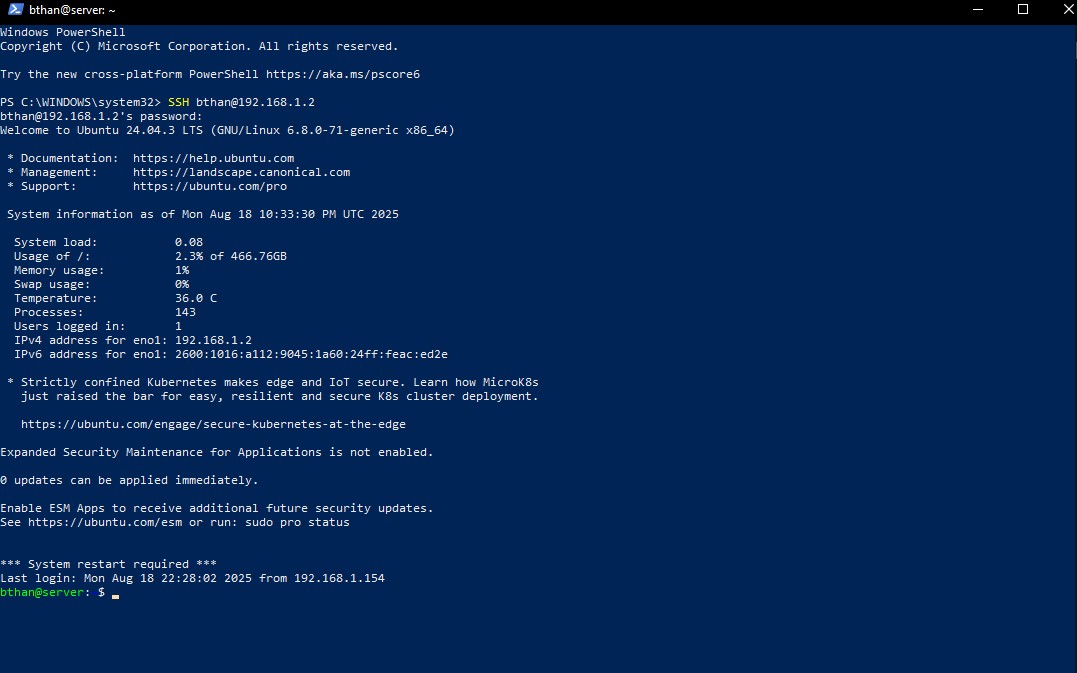 bthan@server: ~
Windows PowerShell
Copyright (C) Microsoft Corporation. All rights reserved.
Try the new cross-platform PowerShell https://aka.ms/pscore6
PS C:\WINDOWS\system32> SSH bthan@192.168.1.2
bthan@192.168.1.2's password:
Welcome to Ubuntu 24.04.3 LTS (GNU/Linux 6.8.0-71-generic x86_64)
* Documentation:  https://help.ubuntu.com
* Management:     https://landscape.canonical.com
* Support:        https://ubuntu.com/pro
System information as of Mon Aug 18 10:33:30 PM UTC 2025
System load:           0.08
Usage of /:            2.3% of 466.76GB
Memory usage:          1%
Swap usage:            0%
Temperature:           36.0 C
Processes:             143
Users logged in:       1
IPv4 address for eno1: 192.168.1.2
IPv6 address for eno1: 2600:1016:a112:9045:1a60:24ff:feac:ed2e
* Strictly confined Kubernetes makes edge and IoT secure. Learn how MicroK8s
just raised the bar for easy, resilient and secure K8s cluster deployment.
https://ubuntu.com/engage/secure-kubernetes-at-the-edge
Expanded Security Maintenance for Applications is not enabled.
0 updates can be applied immediately.
Enable ESM Apps to receive additional future security updates.
See https://ubuntu.com/esm or run: sudo pro status
*** System restart required ***
Last login: Mon Aug 18 22:28:02 2025 from 192.168.1.154
bthan@server:~$